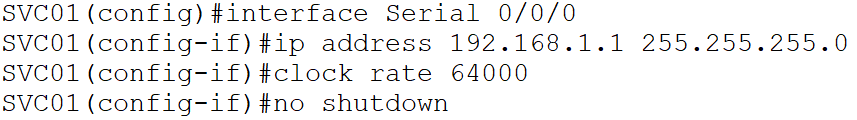 SVC01(config)#interface Serial 0/0/0
SVC01(config-if)#ip address 192.168.1.1 255.255.255.0
SVC01(config-if)#clock rate 64000
SVC01(config-if)#no shutdown